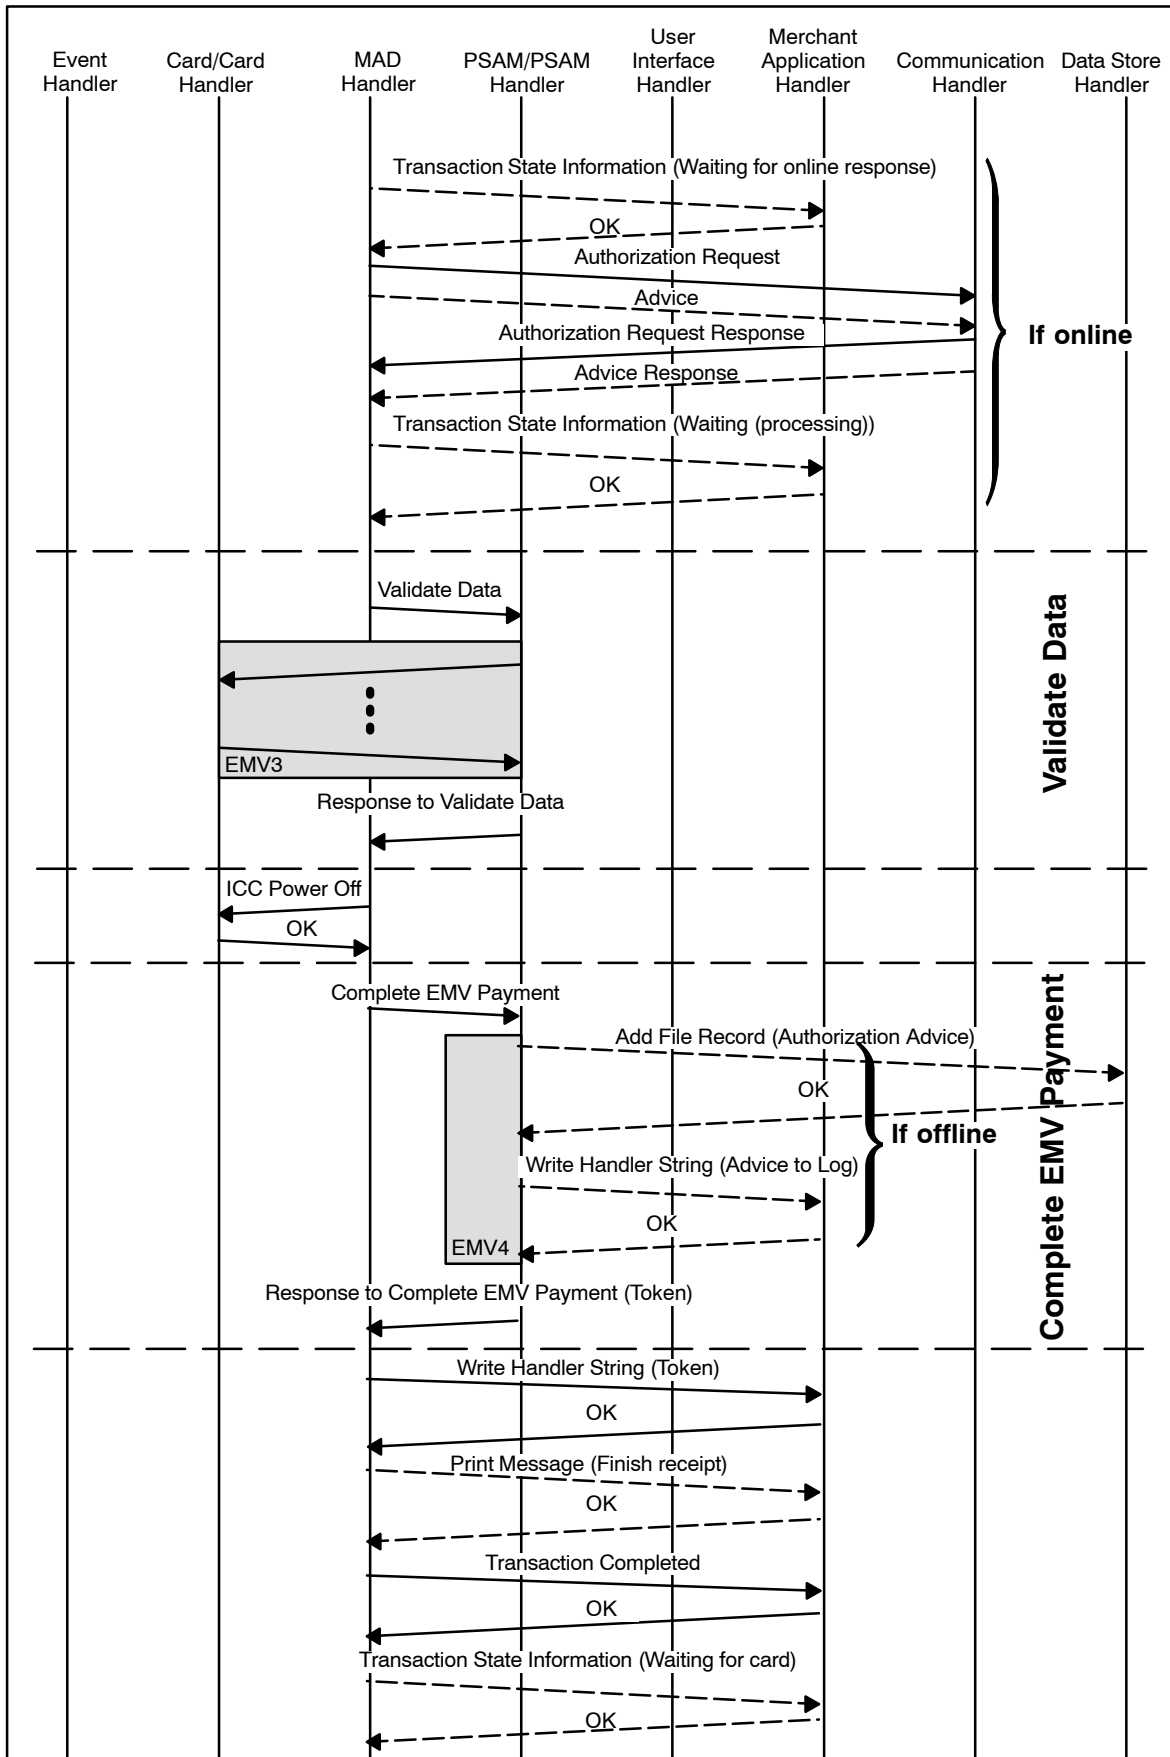 Event
Handler
Card/Card
Handler
MAD
Handler
PSAM/PSAM
Handler
User
Interface
Handler
Merchant
Application
Handler
Communication
Handler
Data Store
Handler
Transaction State Information (Waiting for online response)
OK
Authorization Request
Advice
Authorization Request Response
If online
Advice Response
Transaction State Information (Waiting (processing))
OK
Validate Data
Validate Data
EMV3
Response to Validate Data
ICC Power Off
OK
Complete EMV Payment
Complete EMV Payment
Add File Record (Authorization Advice)
OK
If offline
Write Handler String (Advice to Log)
OK
EMV4
Response to Complete EMV Payment (Token)
Write Handler String (Token)
OK
Print Message (Finish receipt)
OK
Transaction Completed
OK
Transaction State Information (Waiting for card)
OK